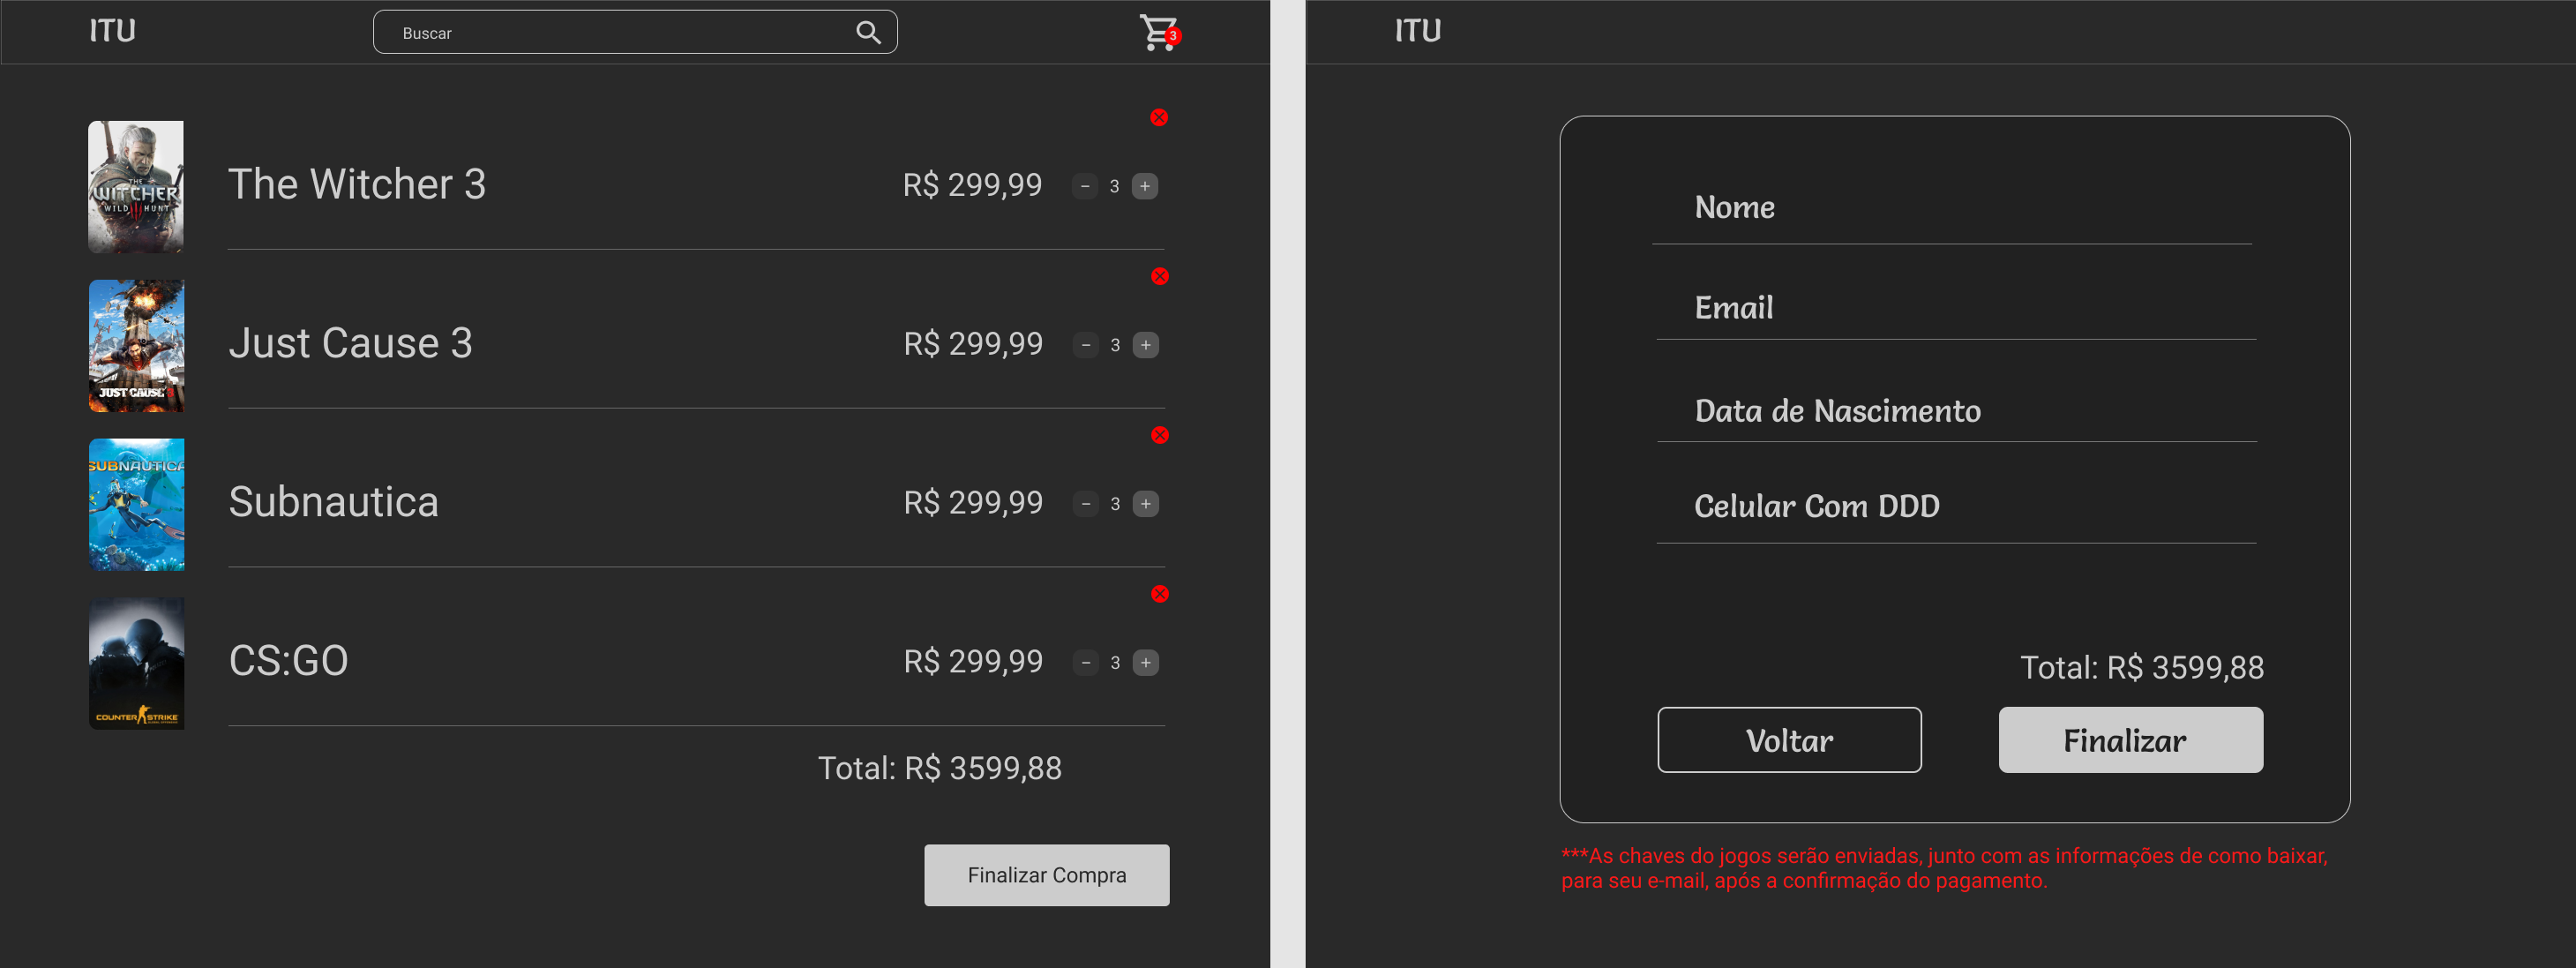 ITU
Buscar
3
THE
WITCHER
WILD HUNT
The Witcher 3
R$ 299,99
- 3 +
JUST CAUSE 3
Just Cause 3
R$ 299,99
- 3 +
SUBNAUTICA
Subnautica
R$ 299,99
- 3 +
COUNTER STRIKE
CS:GO
R$ 299,99
- 3 +
Total: R$ 3599,88
Finalizar Compra
ITU
Nome
Email
Data de Nascimento
Celular Com DDD
Total: R$ 3599,88
Voltar
Finalizar
***As chaves do jogos serão enviadas, junto com as informações de como baixar,
para seu e-mail, após a confirmação do pagamento.